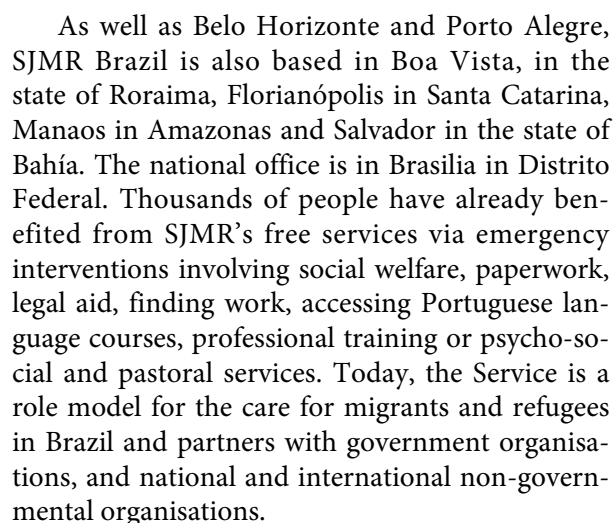 As well as Belo Horizonte and Porto Alegre,
SJMR Brazil is also based in Boa Vista, in the
state of Roraima, Florianópolis in Santa Catarina,
Manaos in Amazonas and Salvador in the state of
Bahía. The national office is in Brasilia in Distrito
Federal. Thousands of people have already ben-
efited from SJMR’s free services via emergency
interventions involving social welfare, paperwork,
legal aid, finding work, accessing Portuguese lan-
guage courses, professional training or psycho-so-
cial and pastoral services. Today, the Service is a
role model for the care for migrants and refugees
in Brazil and partners with government organisa-
tions, and national and international non-govern-
mental organisations.